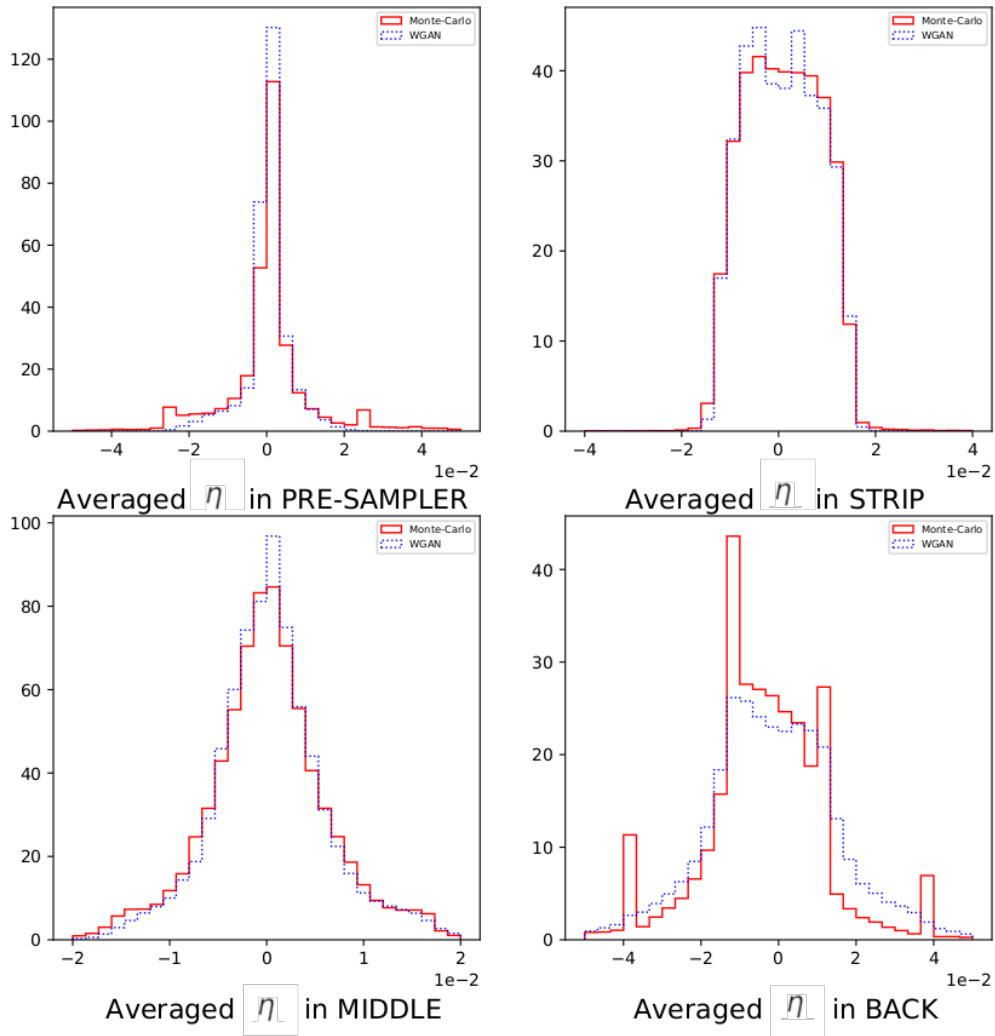 Monte-Carlo
WGAN
120
100
80
60
40
20
0
−4 −2 0 2 4
1e−2
Averaged η in PRE-SAMPLER
Monte-Carlo
WGAN
40
30
20
10
0
−4 −2 0 2 4
1e−2
Averaged η in STRIP
Monte-Carlo
WGAN
100
80
60
40
20
0
−2 −1 0 1 2
1e−2
Averaged η in MIDDLE
Monte-Carlo
WGAN
40
30
20
10
0
−4 −2 0 2 4
1e−2
Averaged η in BACK